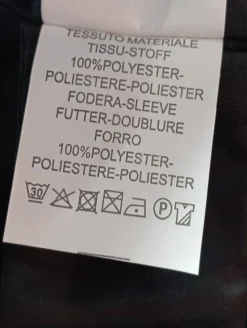 TESSUTO MATERIALE
TISSU-STOFF
100%POLYESTER-
POLIESTERE-POLIESTER
FODERA-SLEEVE
FUTTER-DOUBLURE
FORRO
100%POLYESTER-
POLIESTERE-POLIESTER
30 P